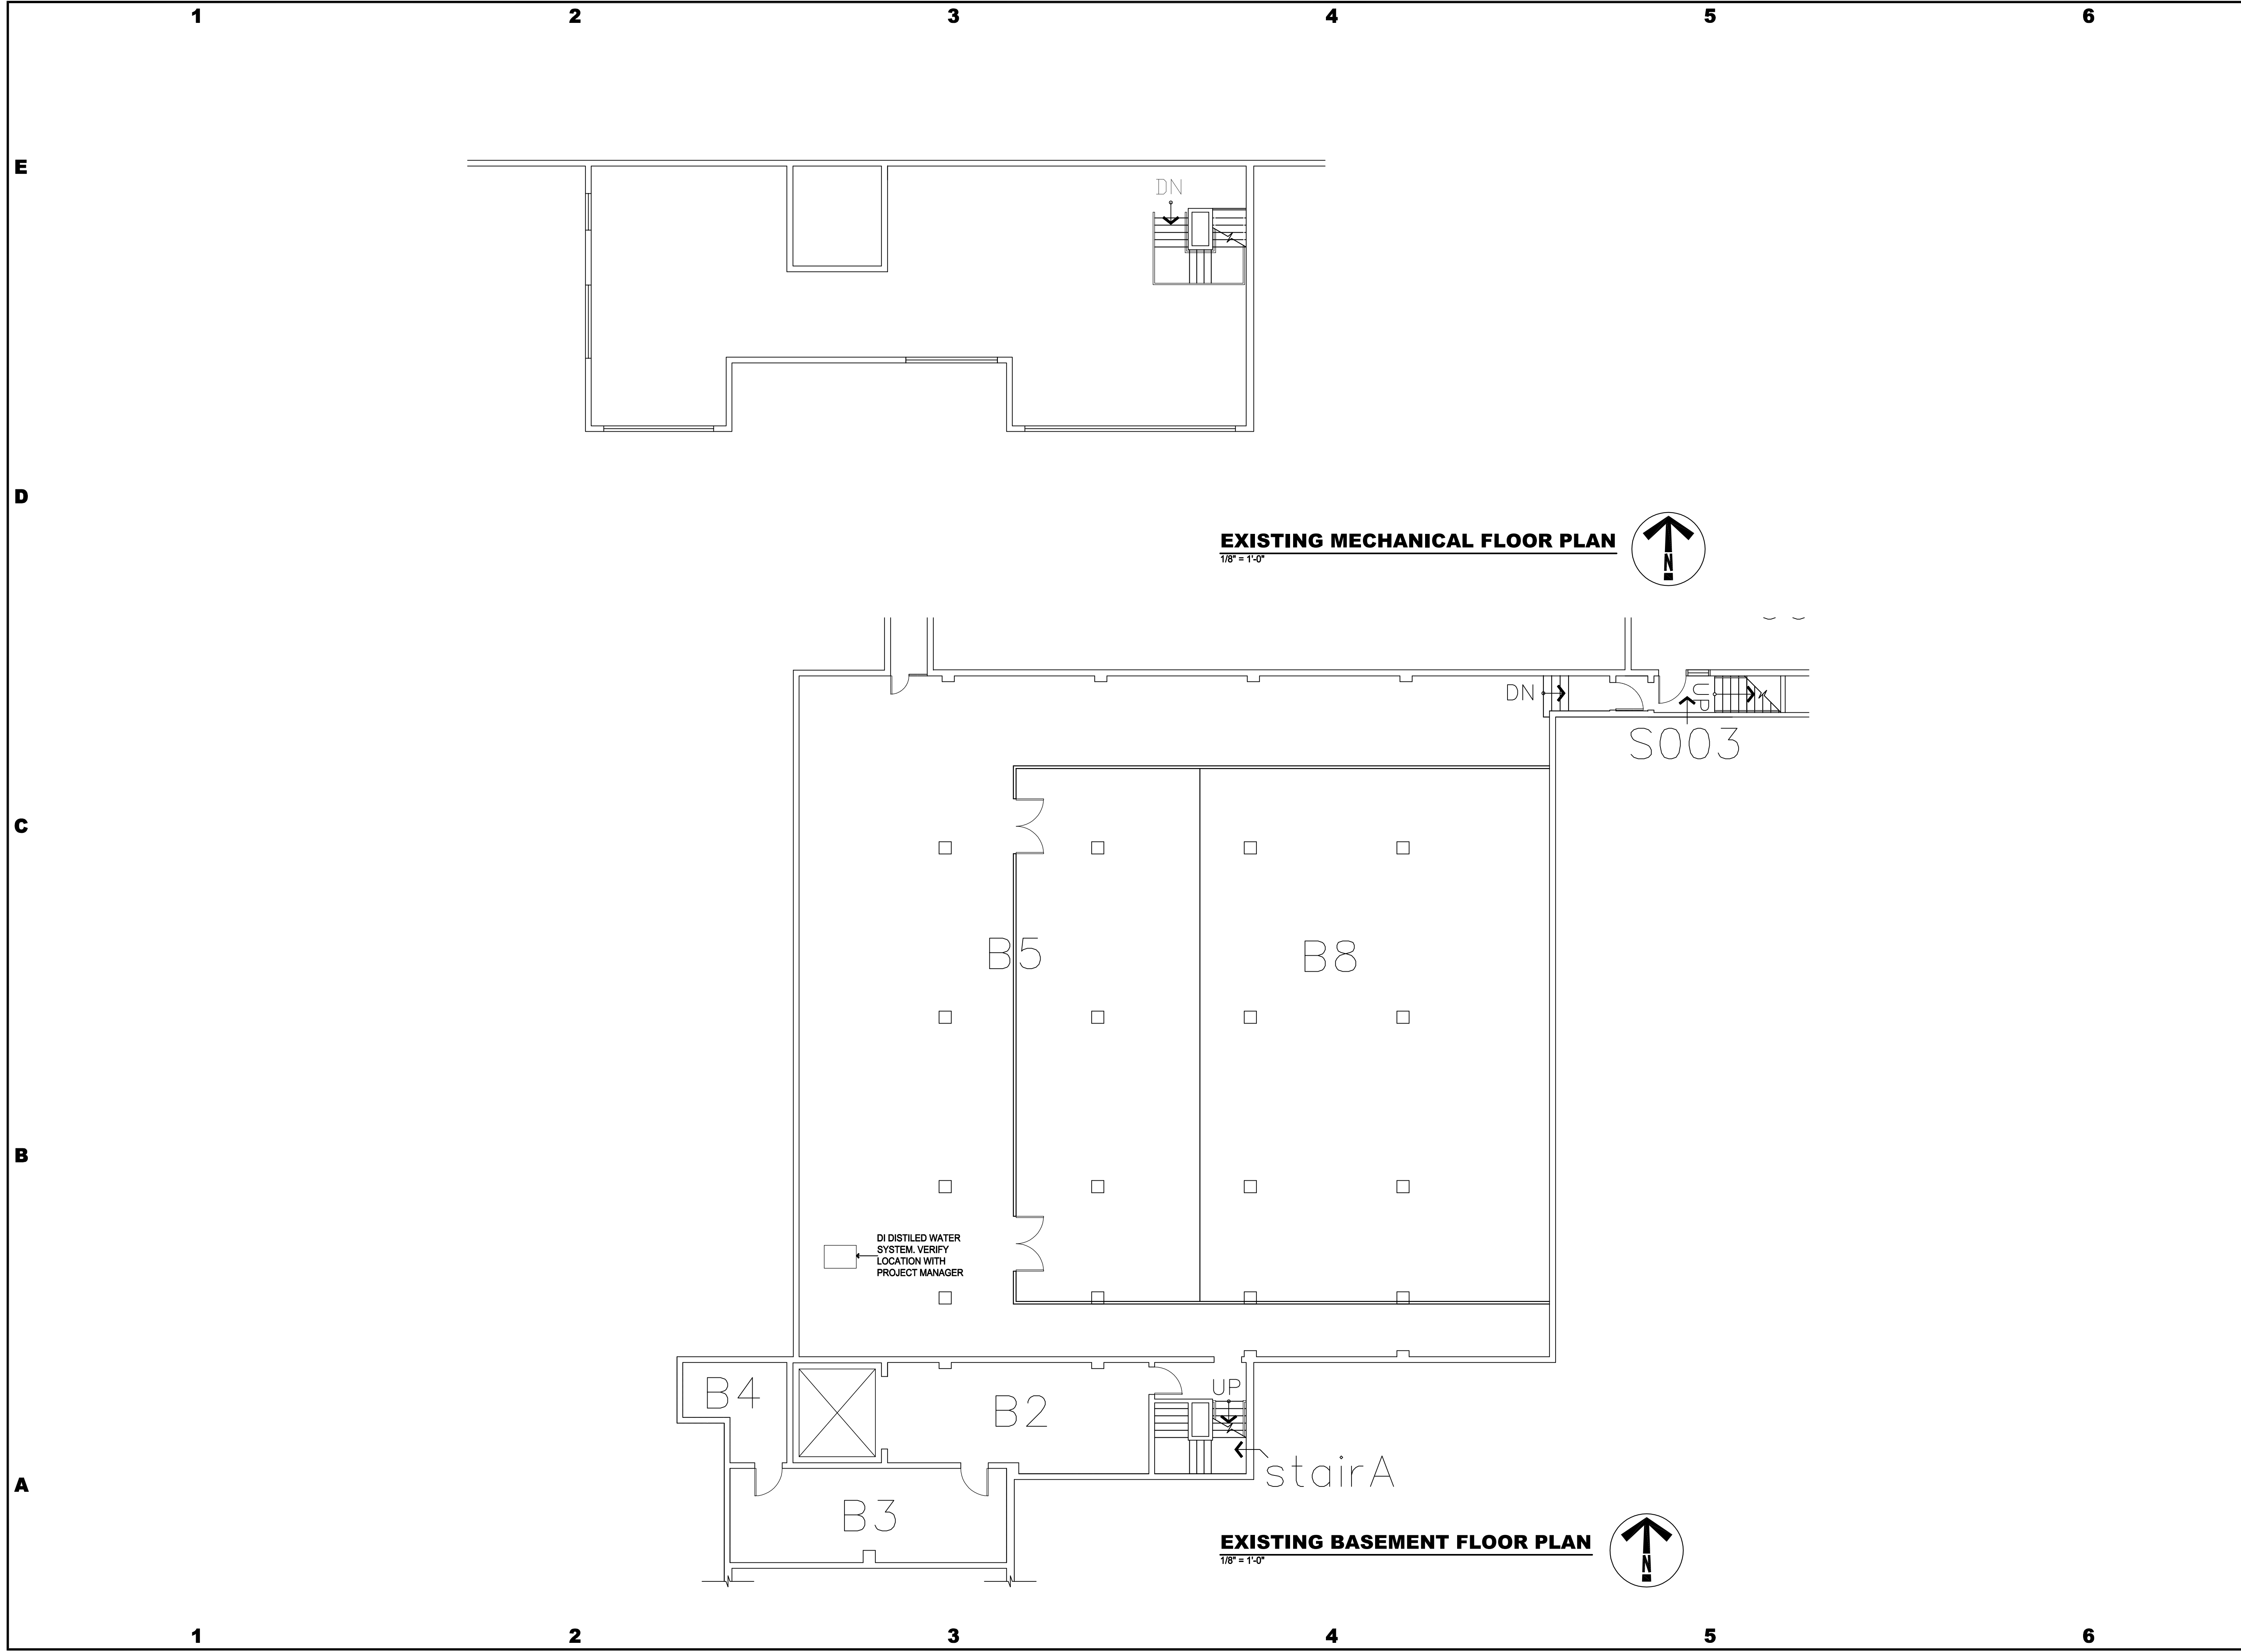 1 2 3 4 5 6
E
DN
D
EXISTING MECHANICAL FLOOR PLAN
1/8" = 1'-0"
N
DN
UP
S003
C
B5
B8
B
DI DISTILED WATER
SYSTEM. VERIFY
LOCATION WITH
PROJECT MANAGER
B4
B2
UP
stairA
A
B3
EXISTING BASEMENT FLOOR PLAN
1/8" = 1'-0"
N
1 2 3 4 5 6